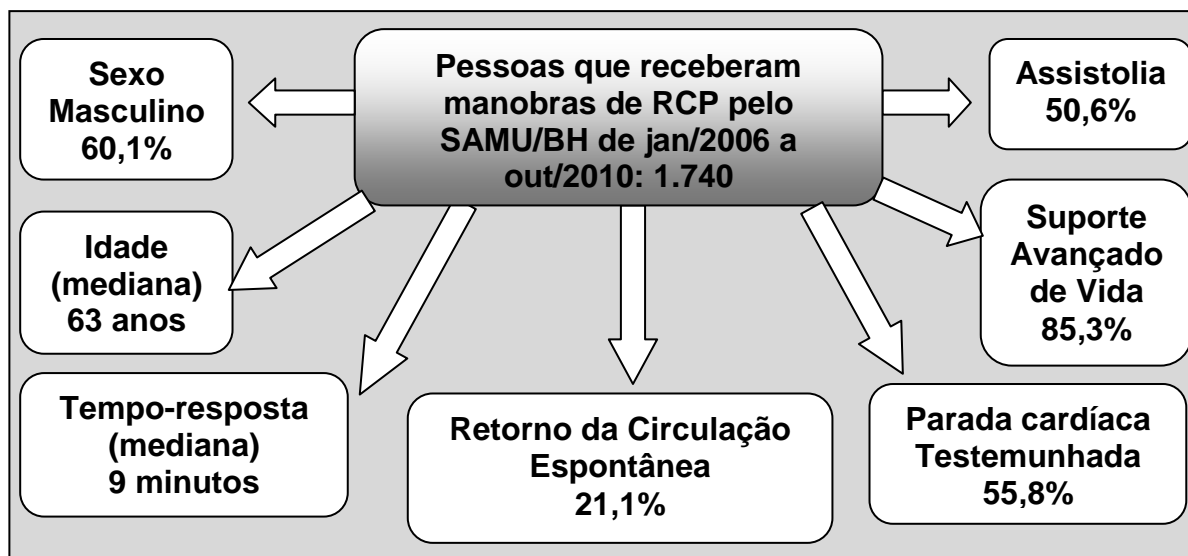 Pessoas que receberam
manobras de RCP pelo
SAMU/BH de jan/2006 a
out/2010: 1.740
Sexo
Masculino
60,1%
Assistolia
50,6%
Idade
(mediana)
63 anos
Suporte
Avançado
de Vida
85,3%
Tempo-resposta
(mediana)
9 minutos
Retorno da Circulação
Espontânea
21,1%
Parada cardíaca
Testemunhada
55,8%